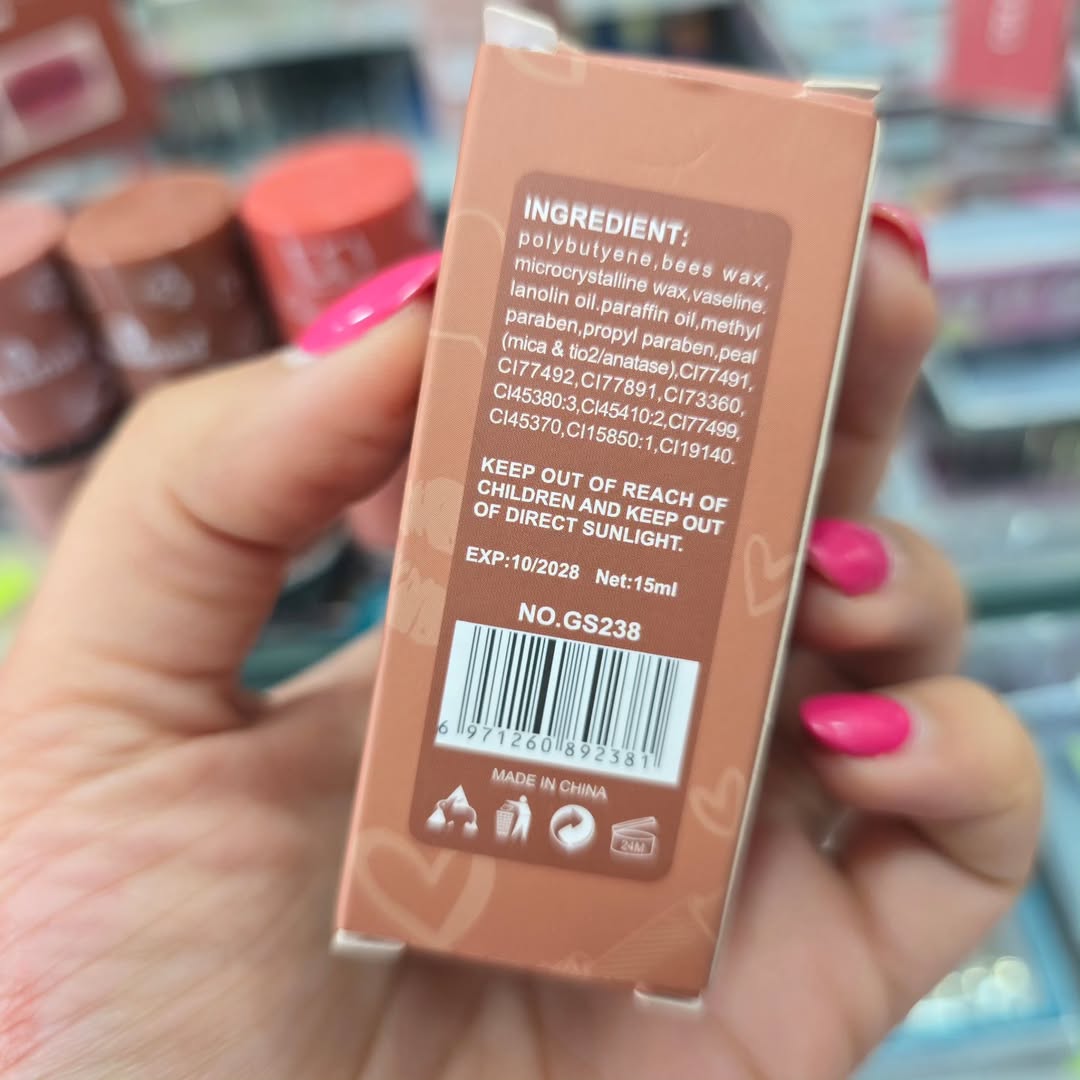 INGREDIENT:
polybutyene,bees wax,
microcrystalline wax,vaseline.
lanolin oil.paraffin oil,methyl
paraben,propyl paraben,peal
(mica & tio2/anatase),CI77491,
CI77492,CI77891,CI73360,
CI45380:3,CI45410:2,CI77499,
CI45370,CI15850:1,CI19140.
KEEP OUT OF REACH OF
CHILDREN AND KEEP OUT
OF DIRECT SUNLIGHT.
EXP:10/2028 Net:15ml
NO.GS238
6 971260 892381
MADE IN CHINA
24M